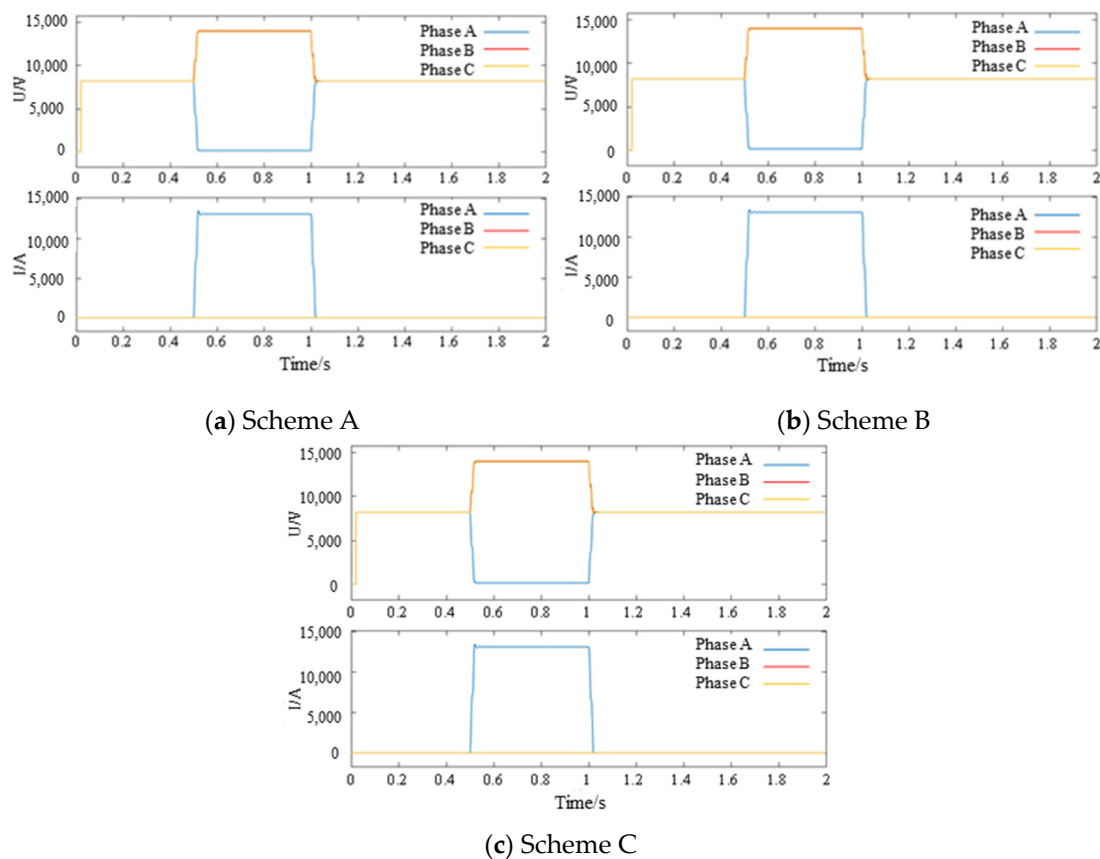 15,000
10,000
5,000
0
U/V
Phase A
Phase B
Phase C
0 0.2 0.4 0.6 0.8 1 1.2 1.4 1.6 1.8 2
15,000
10,000
5,000
0
I/A
Phase A
Phase B
Phase C
0 0.2 0.4 0.6 0.8 1 1.2 1.4 1.6 1.8 2
Time/s
(a) Scheme A
15,000
10,000
5,000
0
U/V
Phase A
Phase B
Phase C
0 0.2 0.4 0.6 0.8 1 1.2 1.4 1.6 1.8 2
15,000
10,000
5,000
0
I/A
Phase A
Phase B
Phase C
0 0.2 0.4 0.6 0.8 1 1.2 1.4 1.6 1.8 2
Time/s
(b) Scheme B
15,000
10,000
5,000
0
U/V
Phase A
Phase B
Phase C
0 0.2 0.4 0.6 0.8 1 1.2 1.4 1.6 1.8 2
15,000
10,000
5,000
0
I/A
Phase A
Phase B
Phase C
0 0.2 0.4 0.6 0.8 1 1.2 1.4 1.6 1.8 2
Time/s
(c) Scheme C